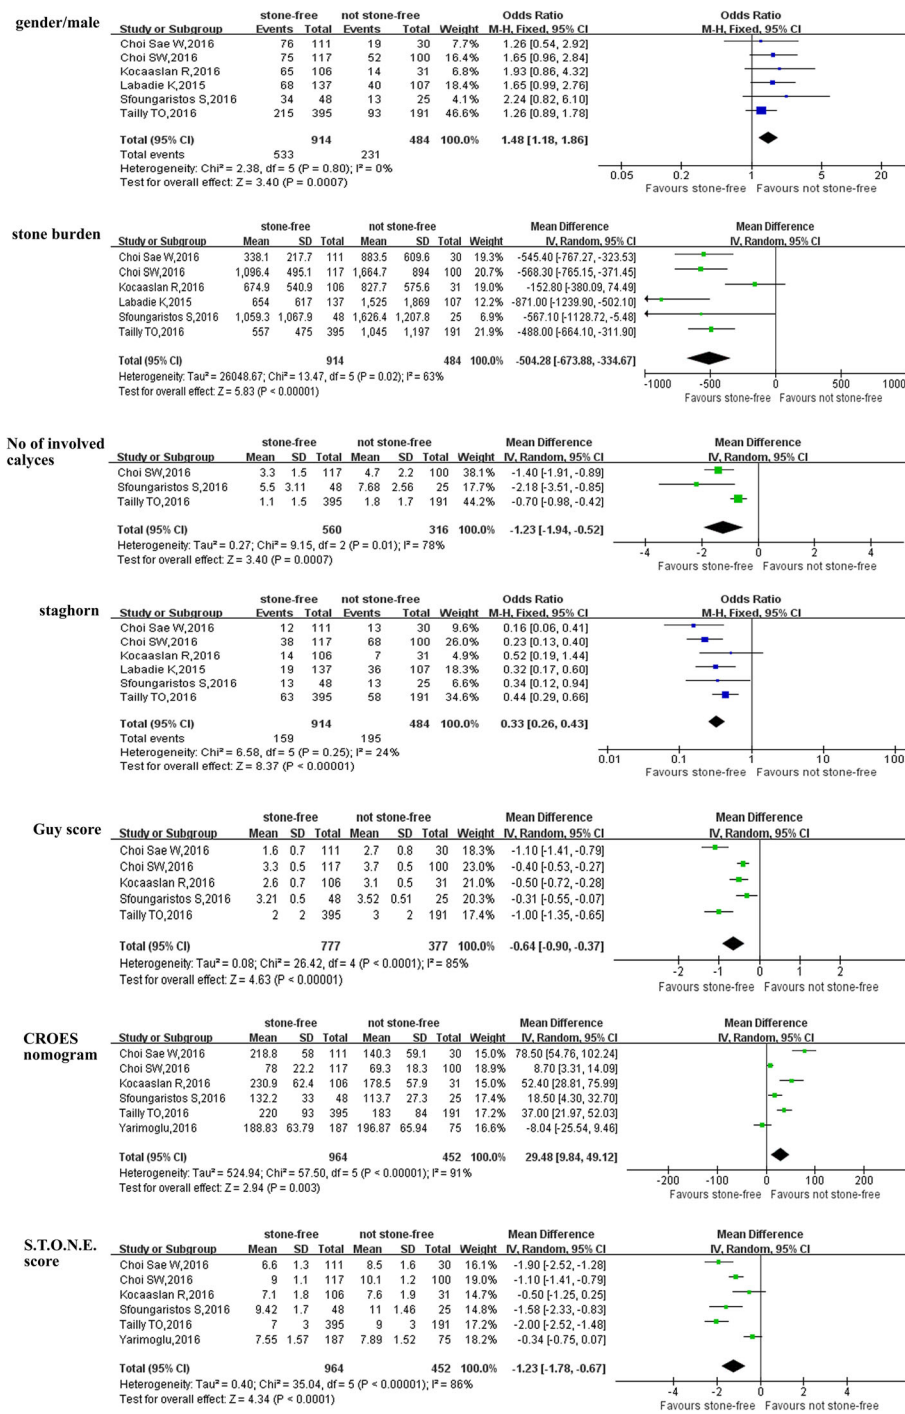 gender/male
stone-free not stone-free Odds Ratio Odds Ratio
Study or Subgroup Events Total Events Total Weight M-H, Fixed, 95% CI M-H, Fixed, 95% CI
Choi Sae W,2016 76 111 19 30 7.7% 1.26 [0.54, 2.92]
Choi SW,2016 75 117 52 100 16.4% 1.65 [0.96, 2.84]
Kocaaslan R,2016 65 106 14 31 6.8% 1.93 [0.86, 4.32]
Labadie K,2015 68 137 40 107 18.4% 1.65 [0.99, 2.76]
Sfoungaristos S,2016 34 48 13 25 4.1% 2.24 [0.82, 6.10]
Tailly TO,2016 215 395 93 191 46.6% 1.26 [0.89, 1.78]
Total (95% CI) 914 484 100.0% 1.48 [1.18, 1.86]
Total events 533 231
Heterogeneity: Chi² = 2.38, df = 5 (P = 0.80); I² = 0%
Test for overall effect: Z = 3.40 (P = 0.0007)
0.05 0.2 1 5 20
Favours stone-free Favours not stone-free
stone burden
stone-free not stone-free Mean Difference Mean Difference
Study or Subgroup Mean SD Total Mean SD Total Weight IV, Random, 95% CI IV, Random, 95% CI
Choi Sae W,2016 338.1 217.7 111 883.5 609.6 30 19.3% -545.40 [-767.27, -323.53]
Choi SW,2016 1,096.4 495.1 117 1,664.7 894 100 20.7% -568.30 [-765.15, -371.45]
Kocaaslan R,2016 674.9 540.9 106 827.7 575.6 31 19.0% -152.80 [-380.09, 74.49]
Labadie K,2015 654 617 137 1,525 1,869 107 12.2% -871.00 [-1239.90, -502.10]
Sfoungaristos S,2016 1,059.3 1,067.9 48 1,626.4 1,207.8 25 6.9% -567.10 [-1128.72, -5.48]
Tailly TO,2016 557 475 395 1,045 1,197 191 21.9% -488.00 [-664.10, -311.90]
Total (95% CI) 914 484 100.0% -504.28 [-673.88, -334.67]
Heterogeneity: Tau² = 26048.67; Chi² = 13.47, df = 5 (P = 0.02); I² = 63%
Test for overall effect: Z = 5.83 (P < 0.00001)
-1000 -500 0 500 1000
Favours stone-free Favours not stone-free
No of involved
calyces
stone-free not stone-free Mean Difference Mean Difference
Study or Subgroup Mean SD Total Mean SD Total Weight IV, Random, 95% CI IV, Random, 95% CI
Choi SW,2016 3.3 1.5 117 4.7 2.2 100 38.1% -1.40 [-1.91, -0.89]
Sfoungaristos S,2016 5.5 3.11 48 7.68 2.56 25 17.7% -2.18 [-3.51, -0.85]
Tailly TO,2016 1.1 1.5 395 1.8 1.7 191 44.2% -0.70 [-0.98, -0.42]
Total (95% CI) 560 316 100.0% -1.23 [-1.94, -0.52]
Heterogeneity: Tau² = 0.27; Chi² = 9.15, df = 2 (P = 0.01); I² = 78%
Test for overall effect: Z = 3.40 (P = 0.0007)
-4 -2 0 2 4
Favours stone-free Favours not stone-free
staghorn
stone-free not stone-free Odds Ratio Odds Ratio
Study or Subgroup Events Total Events Total Weight M-H, Fixed, 95% CI M-H, Fixed, 95% CI
Choi Sae W,2016 12 111 13 30 9.6% 0.16 [0.06, 0.41]
Choi SW,2016 38 117 68 100 26.0% 0.23 [0.13, 0.40]
Kocaaslan R,2016 14 106 7 31 4.9% 0.52 [0.19, 1.44]
Labadie K,2015 19 137 36 107 18.3% 0.32 [0.17, 0.60]
Sfoungaristos S,2016 13 48 13 25 6.6% 0.34 [0.12, 0.94]
Tailly TO,2016 63 395 58 191 34.6% 0.44 [0.29, 0.66]
Total (95% CI) 914 484 100.0% 0.33 [0.26, 0.43]
Total events 159 195
Heterogeneity: Chi² = 6.58, df = 5 (P = 0.25); I² = 24%
Test for overall effect: Z = 8.37 (P < 0.00001)
0.01 0.1 1 10 100
Favours stone-free Favours not stone-free
Guy score
stone-free not stone-free Mean Difference Mean Difference
Study or Subgroup Mean SD Total Mean SD Total Weight IV, Random, 95% CI IV, Random, 95% CI
Choi Sae W,2016 1.6 0.7 111 2.7 0.8 30 18.3% -1.10 [-1.41, -0.79]
Choi SW,2016 3.3 0.5 117 3.7 0.5 100 23.0% -0.40 [-0.53, -0.27]
Kocaaslan R,2016 2.6 0.7 106 3.1 0.5 31 21.0% -0.50 [-0.72, -0.28]
Sfoungaristos S,2016 3.21 0.5 48 3.52 0.51 25 20.3% -0.31 [-0.55, -0.07]
Tailly TO,2016 2 2 395 3 2 191 17.4% -1.00 [-1.35, -0.65]
Total (95% CI) 777 377 100.0% -0.64 [-0.90, -0.37]
Heterogeneity: Tau² = 0.08; Chi² = 26.42, df = 4 (P < 0.0001); I² = 85%
Test for overall effect: Z = 4.63 (P < 0.00001)
-2 -1 0 1 2
Favours stone-free Favours not stone-free
CROES
nomogram
stone-free not stone-free Mean Difference Mean Difference
Study or Subgroup Mean SD Total Mean SD Total Weight IV, Random, 95% CI IV, Random, 95% CI
Choi Sae W,2016 218.8 58 111 140.3 59.1 30 15.0% 78.50 [54.76, 102.24]
Choi SW,2016 78 22.2 117 69.3 18.3 100 18.9% 8.70 [3.31, 14.09]
Kocaaslan R,2016 230.9 62.4 106 178.5 57.9 31 15.0% 52.40 [28.81, 75.99]
Sfoungaristos S,2016 132.2 33 48 113.7 27.3 25 17.4% 18.50 [4.30, 32.70]
Tailly TO,2016 220 93 395 183 84 191 17.2% 37.00 [21.97, 52.03]
Yarimoglu,2016 188.83 63.79 187 196.87 65.94 75 16.6% -8.04 [-25.54, 9.46]
Total (95% CI) 964 452 100.0% 29.48 [9.84, 49.12]
Heterogeneity: Tau² = 524.94; Chi² = 57.50, df = 5 (P < 0.00001); I² = 91%
Test for overall effect: Z = 2.94 (P = 0.003)
-200 -100 0 100 200
Favours stone-free Favours not stone-free
S.T.O.N.E.
score
stone-free not stone-free Mean Difference Mean Difference
Study or Subgroup Mean SD Total Mean SD Total Weight IV, Random, 95% CI IV, Random, 95% CI
Choi Sae W,2016 6.6 1.3 111 8.5 1.6 30 16.1% -1.90 [-2.52, -1.28]
Choi SW,2016 9 1.1 117 10.1 1.2 100 19.0% -1.10 [-1.41, -0.79]
Kocaaslan R,2016 7.1 1.8 106 7.6 1.9 31 14.7% -0.50 [-1.25, 0.25]
Sfoungaristos S,2016 9.42 1.7 48 11 1.46 25 14.8% -1.58 [-2.33, -0.83]
Tailly TO,2016 7 3 395 9 3 191 17.2% -2.00 [-2.52, -1.48]
Yarimoglu,2016 7.55 1.57 187 7.89 1.52 75 18.2% -0.34 [-0.75, 0.07]
Total (95% CI) 964 452 100.0% -1.23 [-1.78, -0.67]
Heterogeneity: Tau² = 0.40; Chi² = 35.04, df = 5 (P < 0.00001); I² = 86%
Test for overall effect: Z = 4.34 (P < 0.0001)
-4 -2 0 2 4
Favours stone-free Favours not stone-free